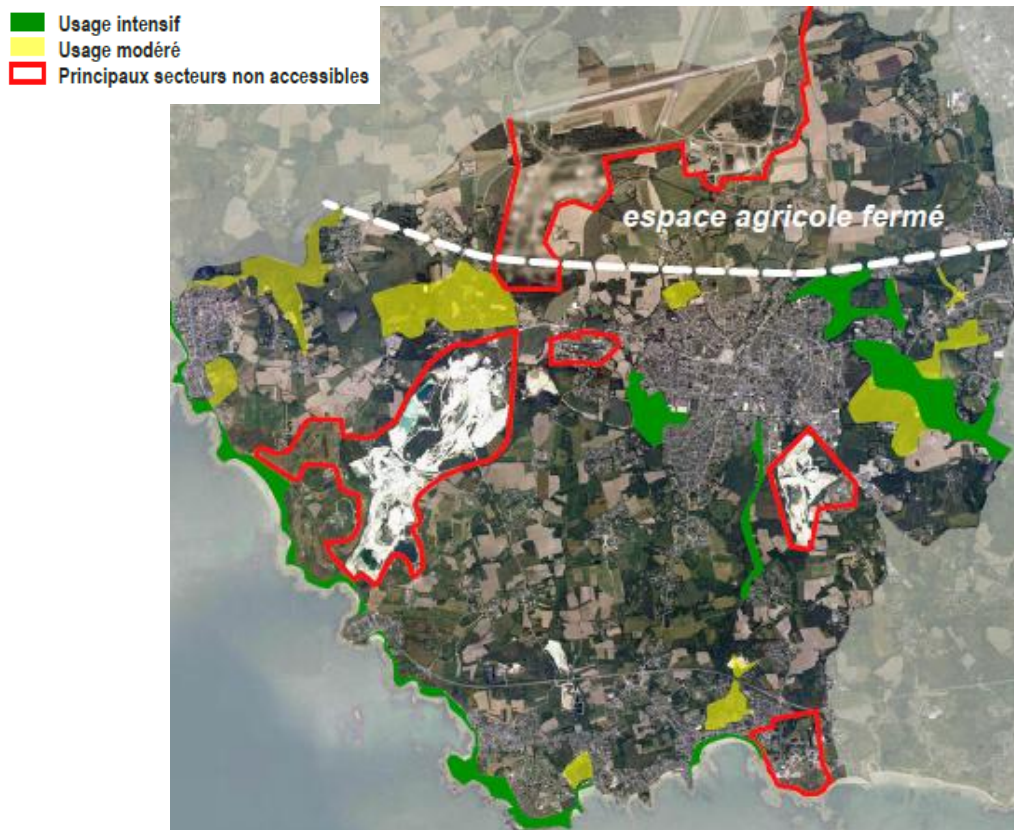 Usage intensif
Usage modéré
Principaux secteurs non accessibles
espace agricole fermé